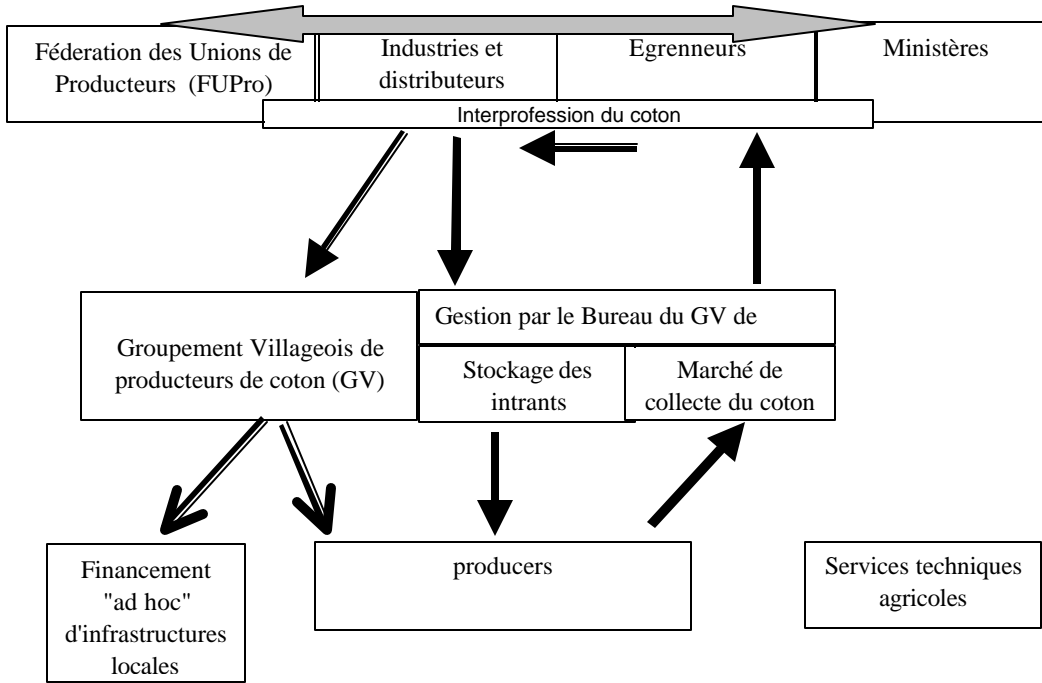 Féderation des Unions de
Producteurs (FUPro)
Industries et
distributeurs
Egrenneurs
Ministères
Interprofession du coton
Groupement Villageois de
producteurs de coton (GV)
Gestion par le Bureau du GV de
Stockage des
intrants
Marché de
collecte du coton
Financement
"ad hoc"
d'infrastructures
locales
producers
Services techniques
agricoles